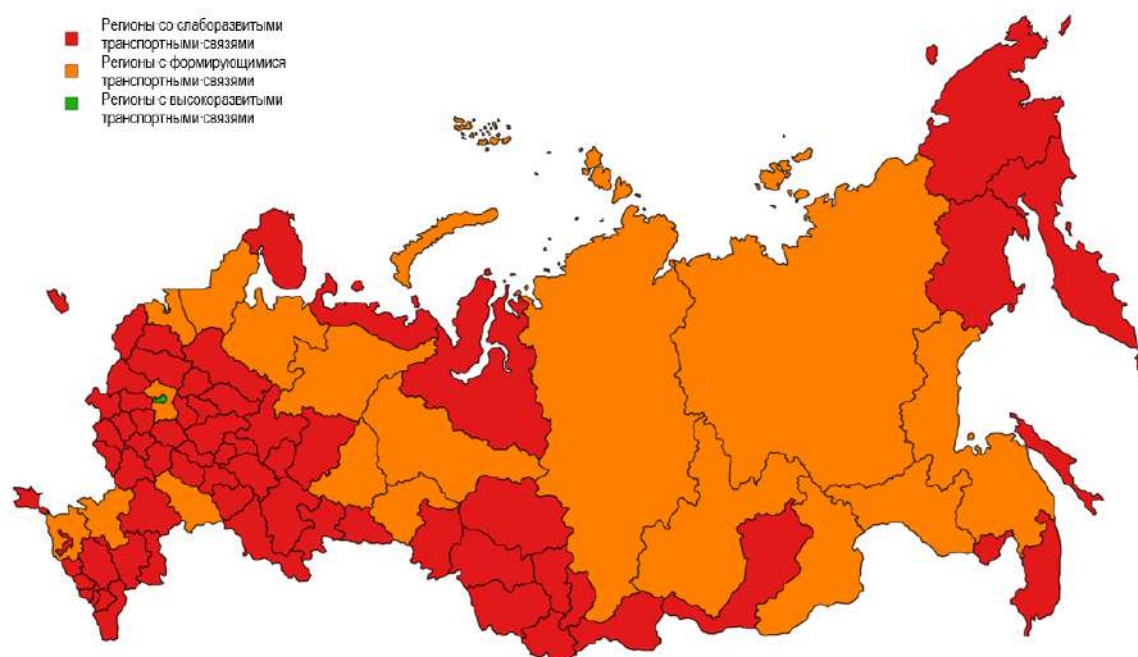 Регионы со слаборазвитыми
транспортными связями
Регионы с формирующимися
транспортными связями
Регионы с высокоразвитыми
транспортными связями